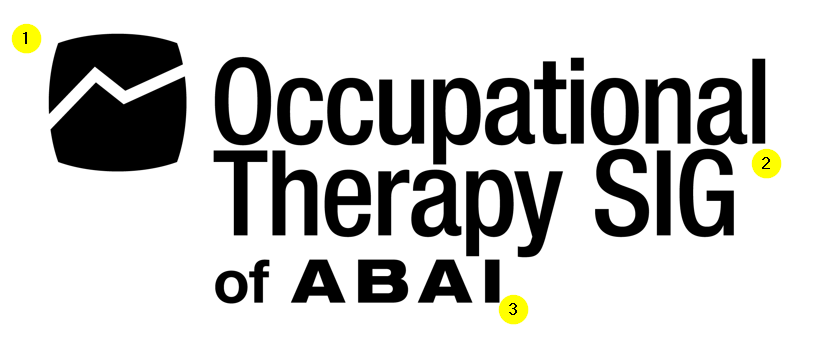 1
Occupational
2
Therapy SIG
of ABAI
3